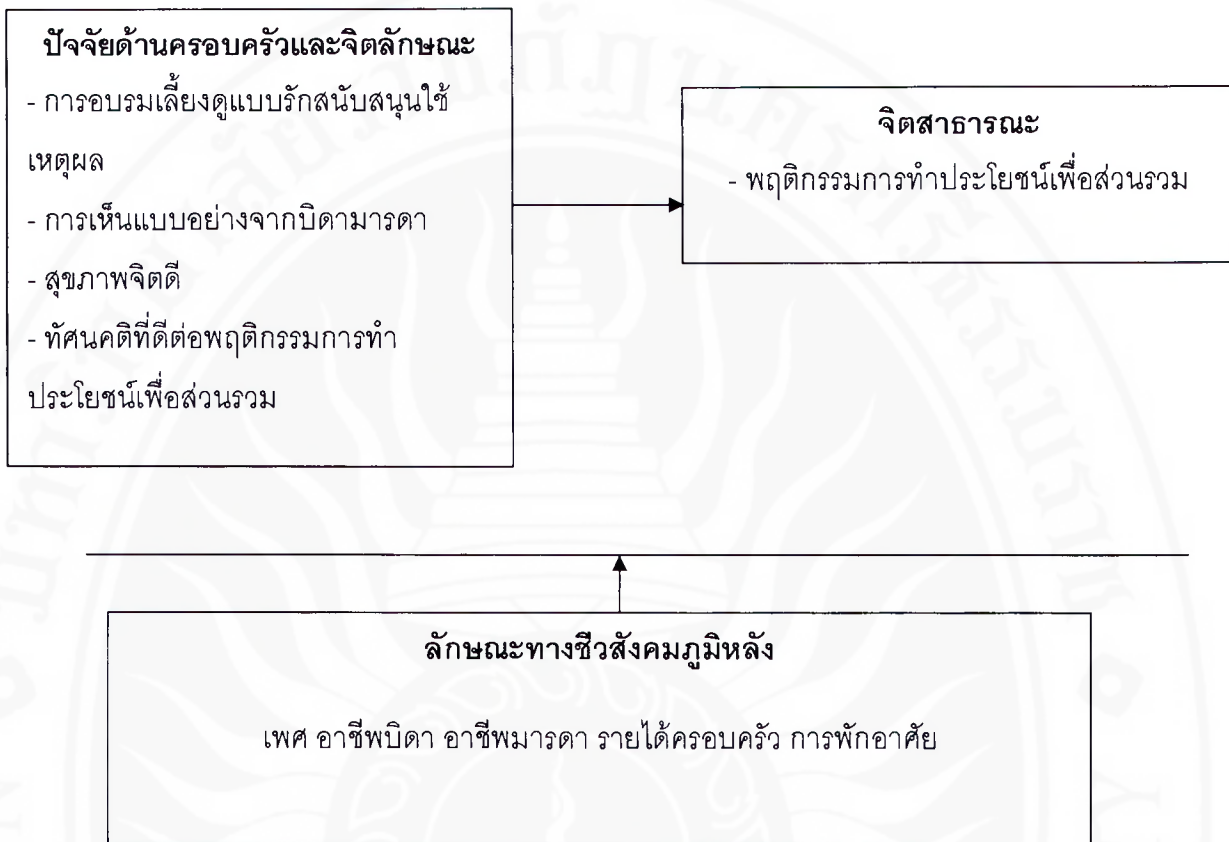 ปัจจัยด้านครอบครัวและจิตลักษณะ
- การอบรมเลี้ยงดูแบบรักสนับสนุนใช้
เหตุผล
- การเห็นแบบอย่างจากบิดามารดา
- สุขภาพจิตดี
- ทัศนคติที่ดีต่อพฤติกรรมการทำ
ประโยชน์เพื่อส่วนรวม
จิตสาธารณะ
- พฤติกรรมการทำประโยชน์เพื่อส่วนรวม
ลักษณะทางชีวสังคมภูมิหลัง
เพศ อาชีพบิดา อาชีพมารดา รายได้ครอบครัว การพักอาศัย